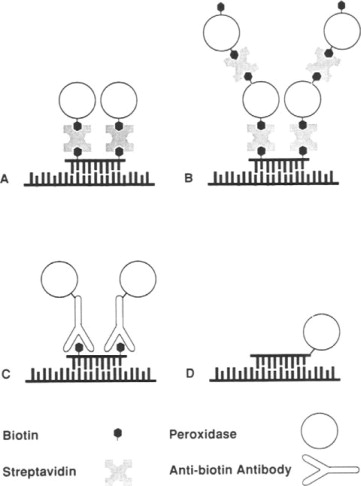 A
B
C
D
Biotin
Peroxidase
Streptavidin
Anti-biotin Antibody